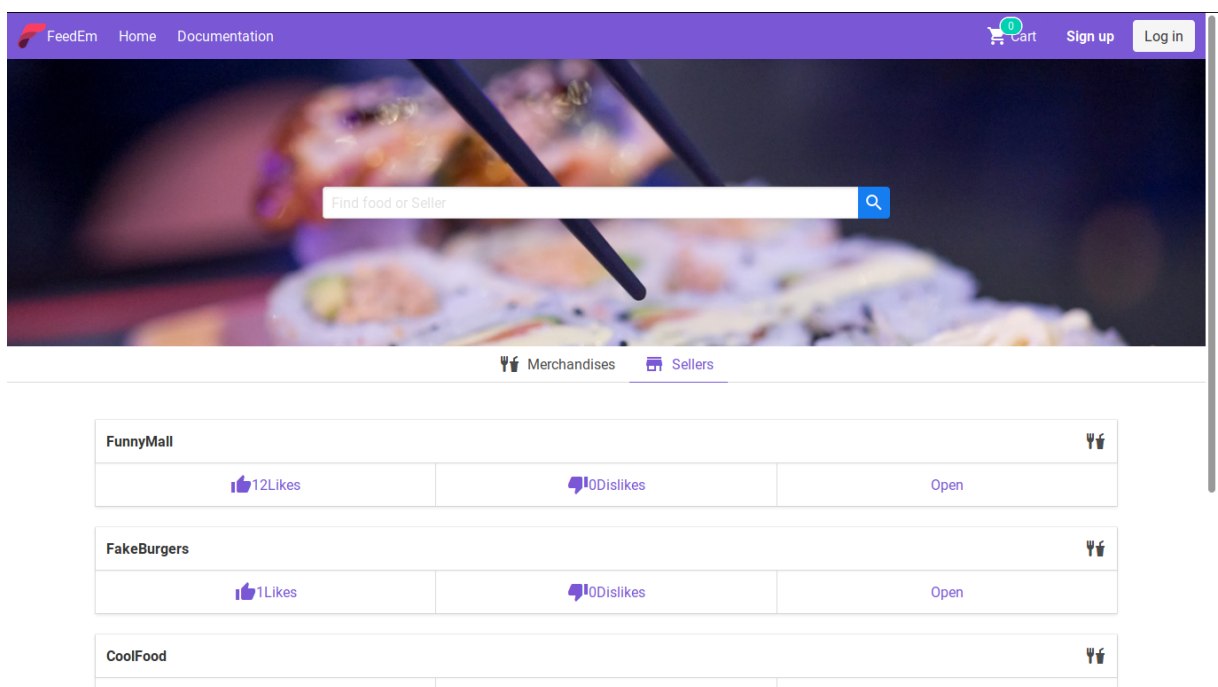 FeedEm Home Documentation 0 Cart Sign up Log in
Find food or Seller
Merchandises Sellers
FunnyMall
12Likes 0Dislikes Open
FakeBurgers
1Likes 0Dislikes Open
CoolFood